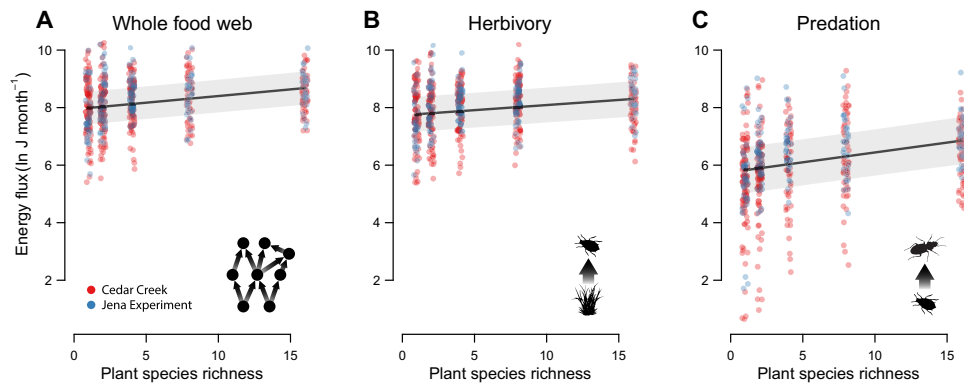 A Whole food web
B Herbivory
C Predation
Energy flux (ln J month⁻¹)
10
8
6
4
2
Cedar Creek
Jena Experiment
0 5 10 15
Plant species richness
10
8
6
4
2
0 5 10 15
Plant species richness
10
8
6
4
2
0 5 10 15
Plant species richness